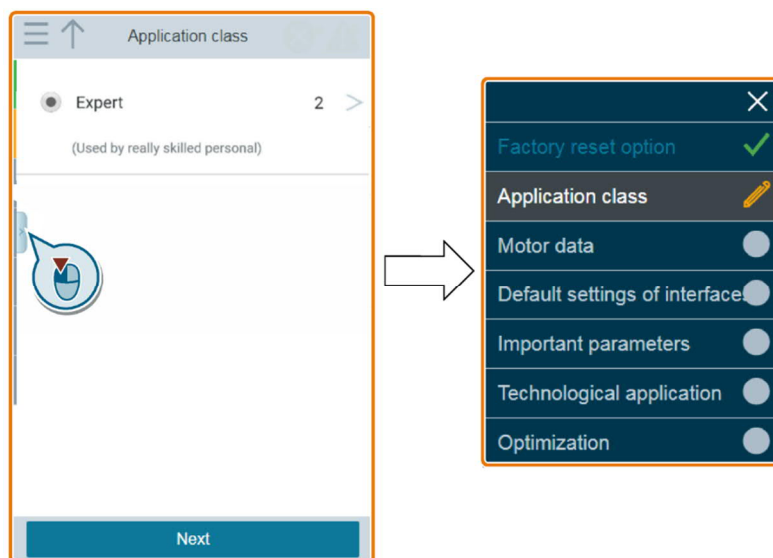 Application class
Expert 2
(Used by really skilled personal)
Next
Factory reset option
Application class
Motor data
Default settings of interfaces
Important parameters
Technological application
Optimization